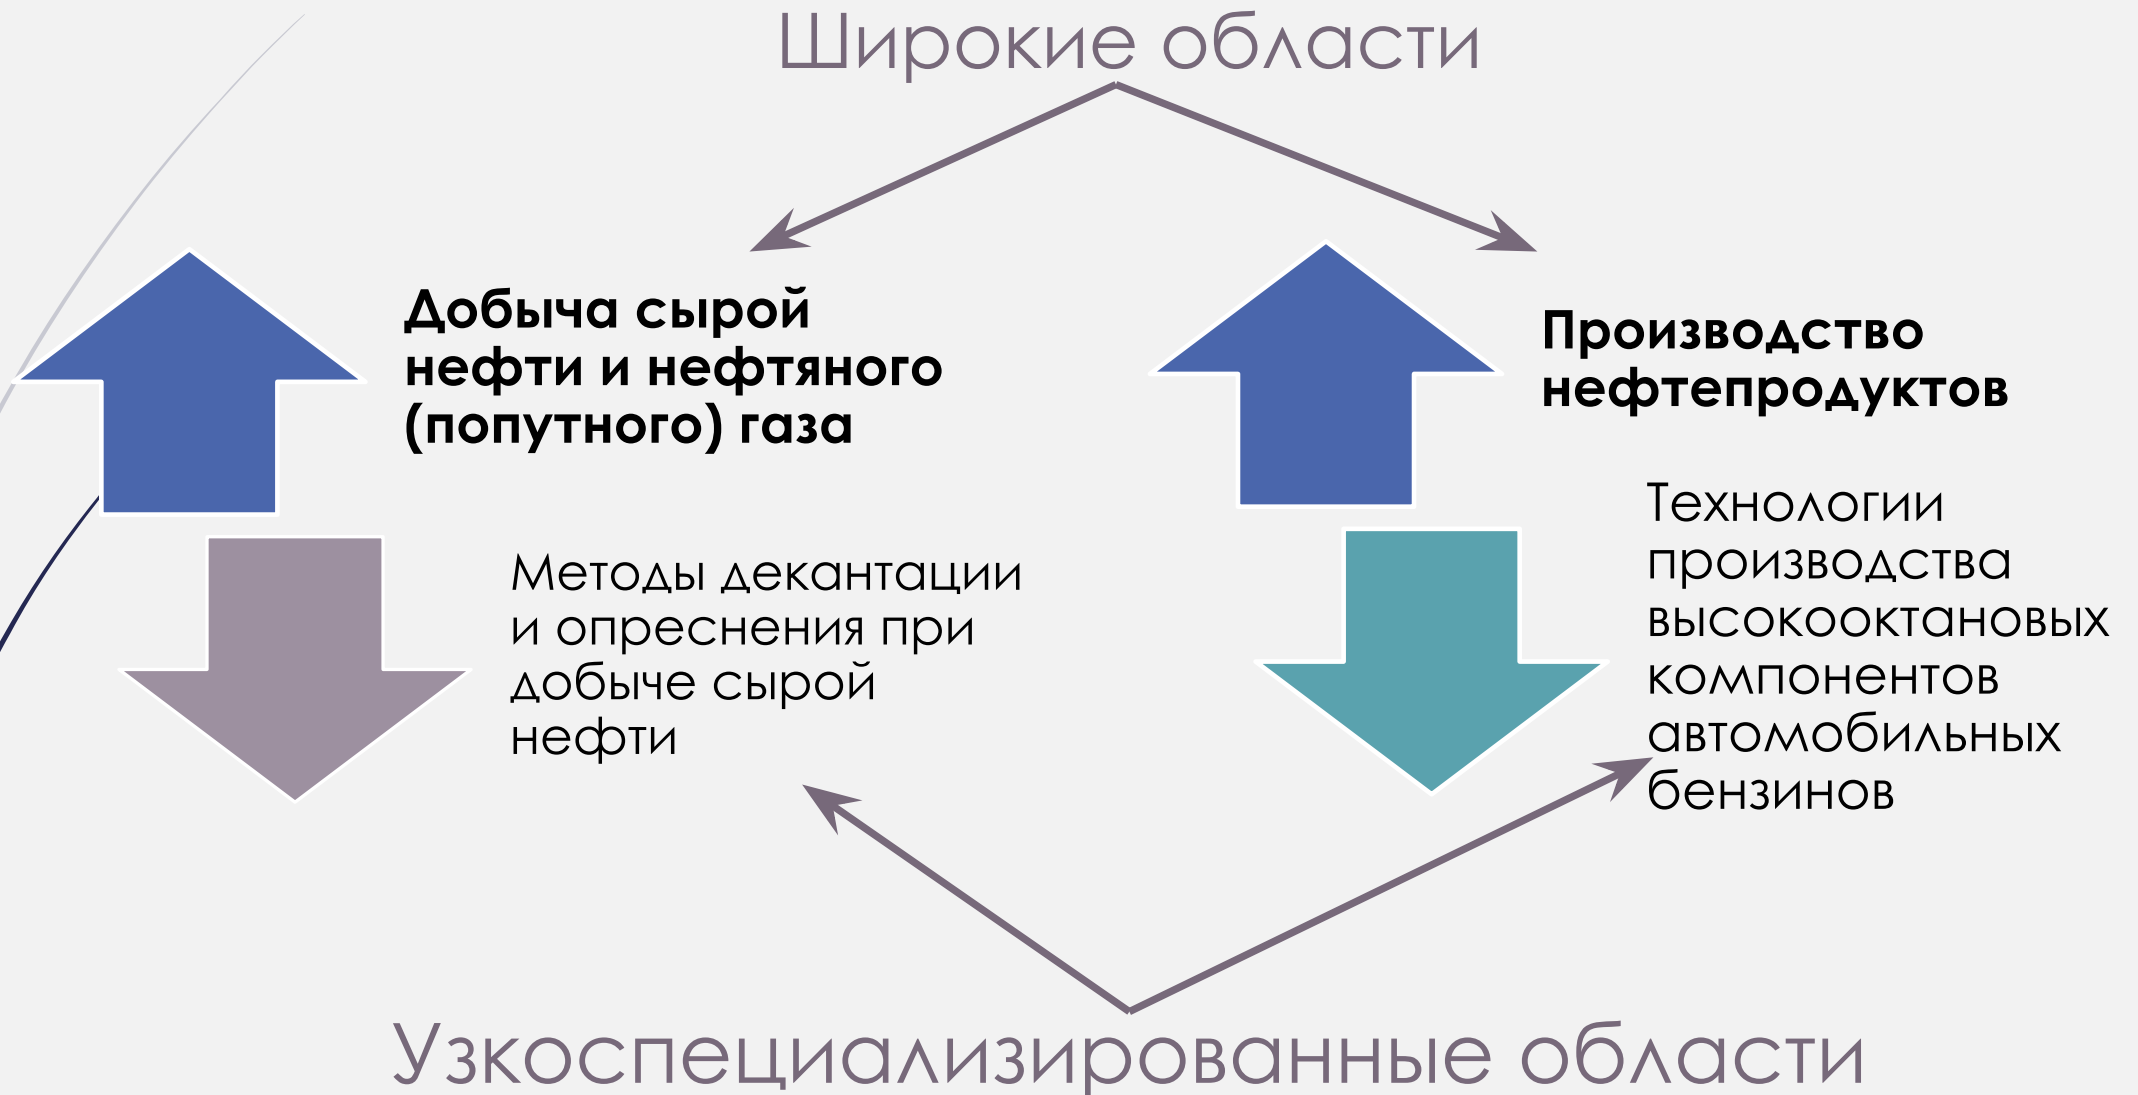 Широкие области
Добыча сырой
нефти и нефтяного
(попутного) газа
Методы декантации
и опреснения при
добыче сырой
нефти
Производство
нефтепродуктов
Технологии
производства
высокооктановых
компонентов
автомобильных
бензинов
Узкоспециализированные области